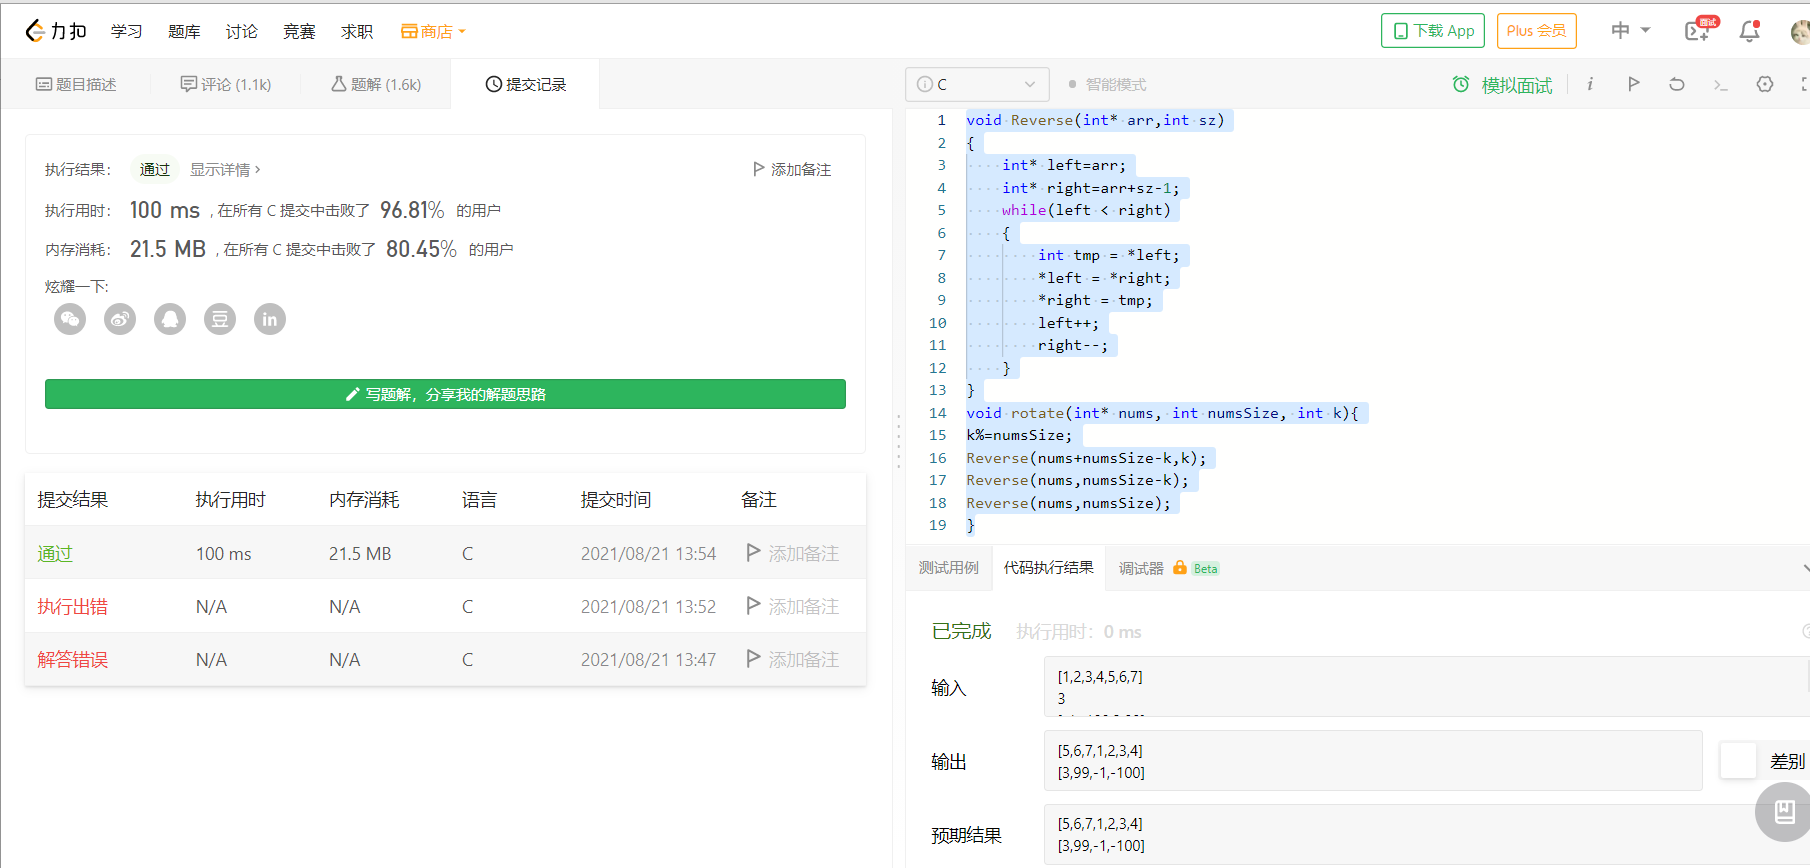 力扣 学习 题库 讨论 竞赛 求职 商店 下载 App Plus 会员 中 面试
题目描述 评论 (1.1k) 题解 (1.6k) 提交记录
执行结果： 通过 显示详情 > 添加备注
执行用时： 100 ms , 在所有 C 提交中击败了 96.81% 的用户
内存消耗： 21.5 MB , 在所有 C 提交中击败了 80.45% 的用户
炫耀一下:
豆 in
写题解，分享我的解题思路
提交结果 执行用时 内存消耗 语言 提交时间 备注
通过 100 ms 21.5 MB C 2021/08/21 13:54 添加备注
执行出错 N/A N/A C 2021/08/21 13:52 添加备注
解答错误 N/A N/A C 2021/08/21 13:47 添加备注
C 智能模式 模拟面试 i
1 void Reverse(int* arr,int sz)
2 {
3 int* left=arr;
4 int* right=arr+sz-1;
5 while(left < right)
6 {
7 int tmp = *left;
8 *left = *right;
9 *right = tmp;
10 left++;
11 right--;
12 }
13 }
14 void rotate(int* nums, int numsSize, int k){
15 k%=numsSize;
16 Reverse(nums+numsSize-k,k);
17 Reverse(nums,numsSize-k);
18 Reverse(nums,numsSize);
19 }
测试用例 代码执行结果 调试器 Beta
已完成 执行用时：0 ms
输入
[1,2,3,4,5,6,7]
3
输出
[5,6,7,1,2,3,4]
[3,99,-1,-100]
差别
预期结果
[5,6,7,1,2,3,4]
[3,99,-1,-100]